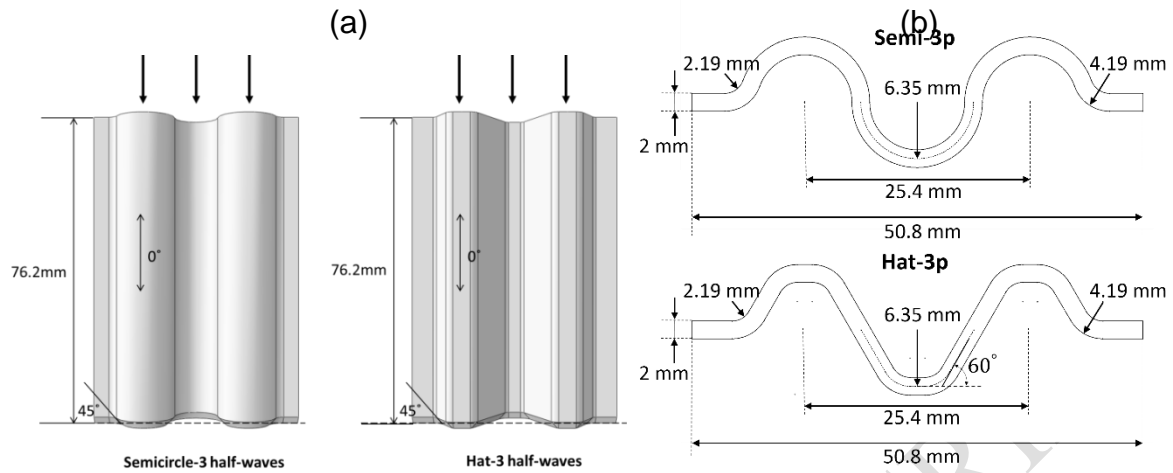 (a)
76.2mm
0°
45°
Semicircle-3 half-waves
76.2mm
0°
45°
Hat-3 half-waves
(b)
Semi-3p
2.19 mm
4.19 mm
6.35 mm
2 mm
25.4 mm
50.8 mm
Hat-3p
2.19 mm
4.19 mm
6.35 mm
60°
2 mm
25.4 mm
50.8 mm